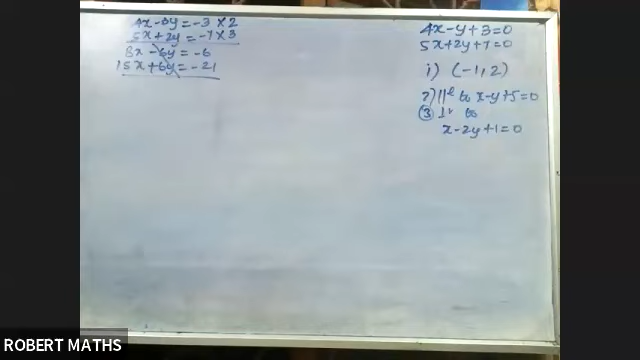 4x-3y = -3 × 2
5x + 2y = -7 × 3
8x - 6y = -6
15x + 6y = -21
4x - y + 3 = 0
5x + 2y + 7 = 0
i) (-1, 2)
2) ||l to x - y + 5 = 0
③ ⊥r to
x - 2y + 1 = 0
ROBERT MATHS